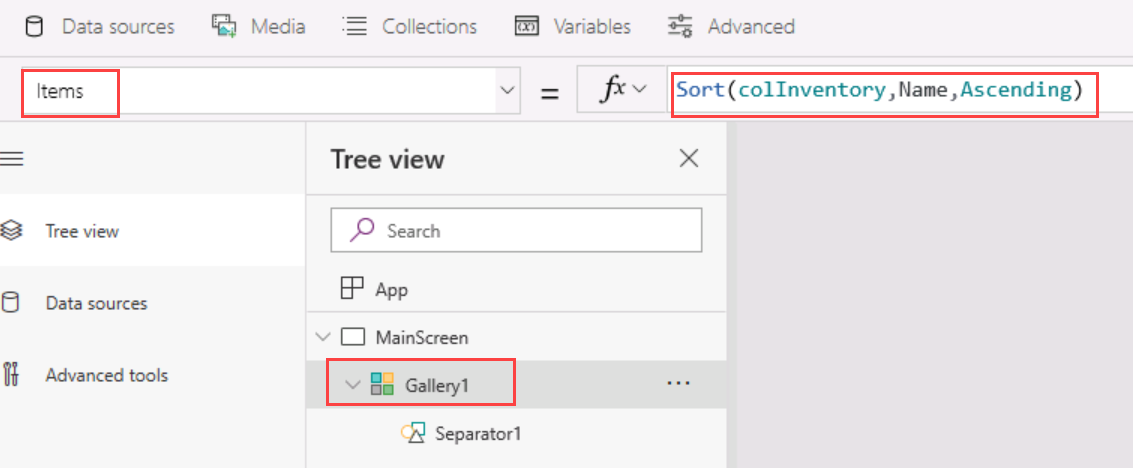 Data sources Media Collections Variables Advanced
Items = fx Sort(colInventory,Name,Ascending)
Tree view
Search
Tree view
App
Data sources
MainScreen
Advanced tools
Gallery1 ...
Separator1